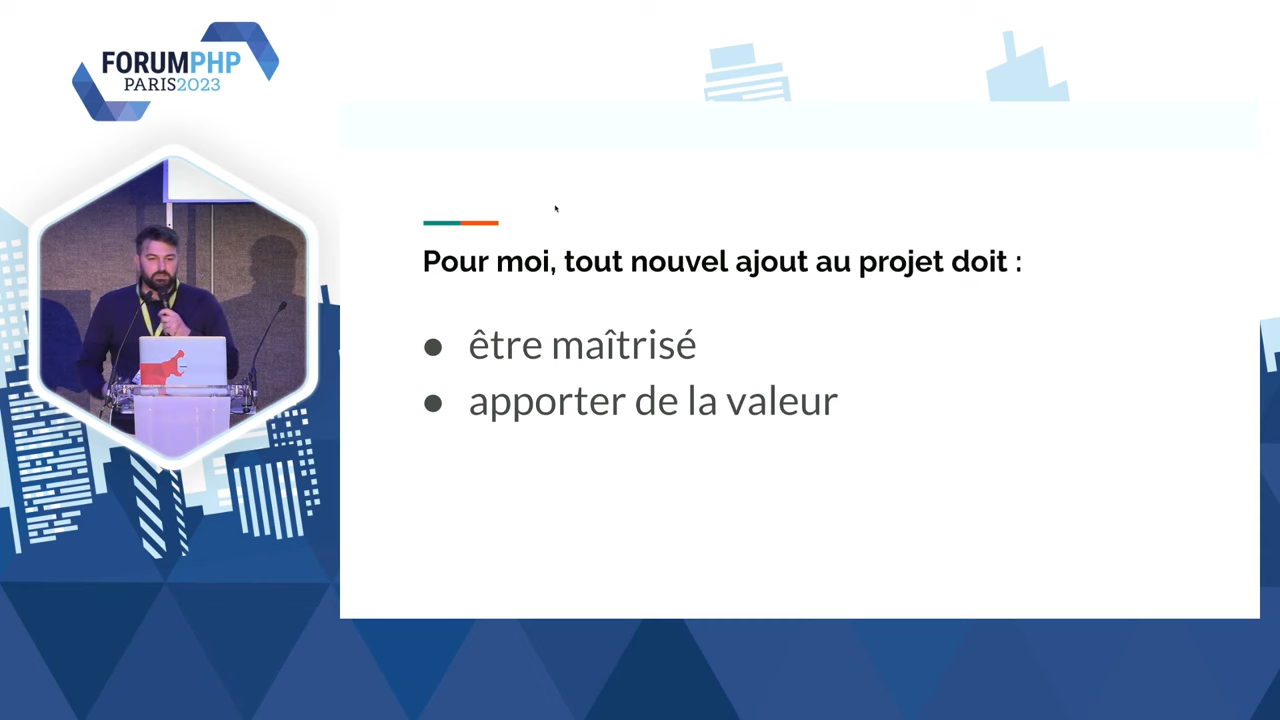 FORUMPHP
PARIS2023
Pour moi, tout nouvel ajout au projet doit :
● être maîtrisé
● apporter de la valeur